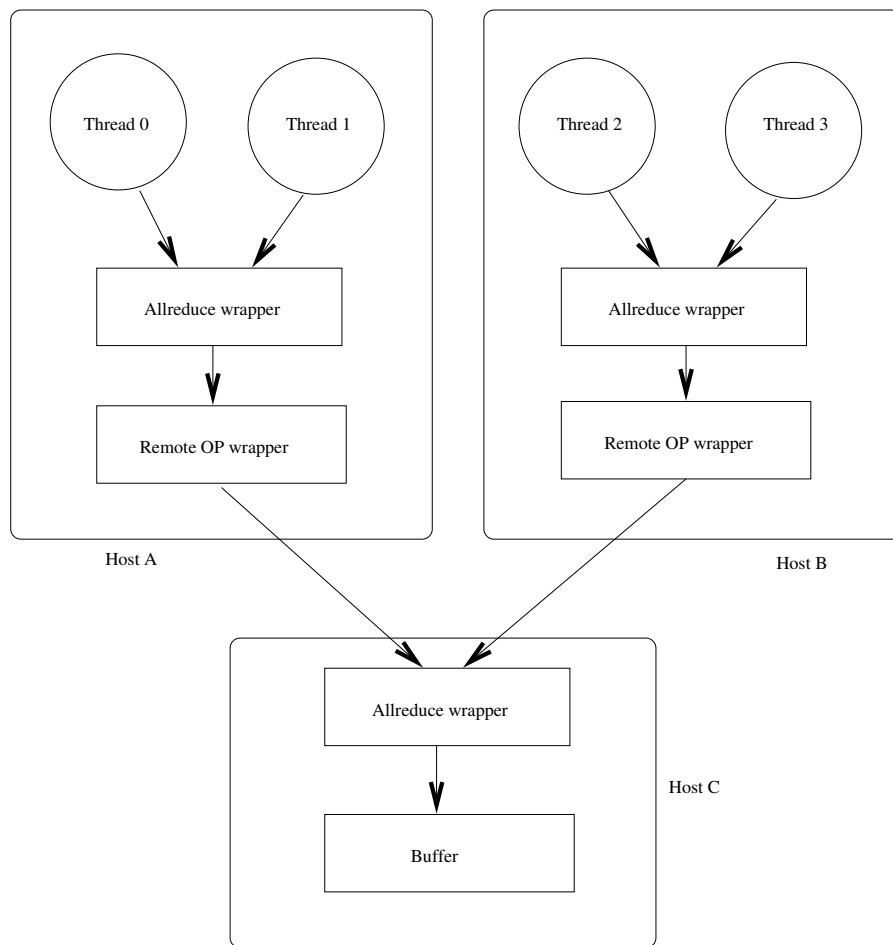 Thread 0
Thread 1
Allreduce wrapper
Remote OP wrapper
Host A
Thread 2
Thread 3
Allreduce wrapper
Remote OP wrapper
Host B
Allreduce wrapper
Buffer
Host C